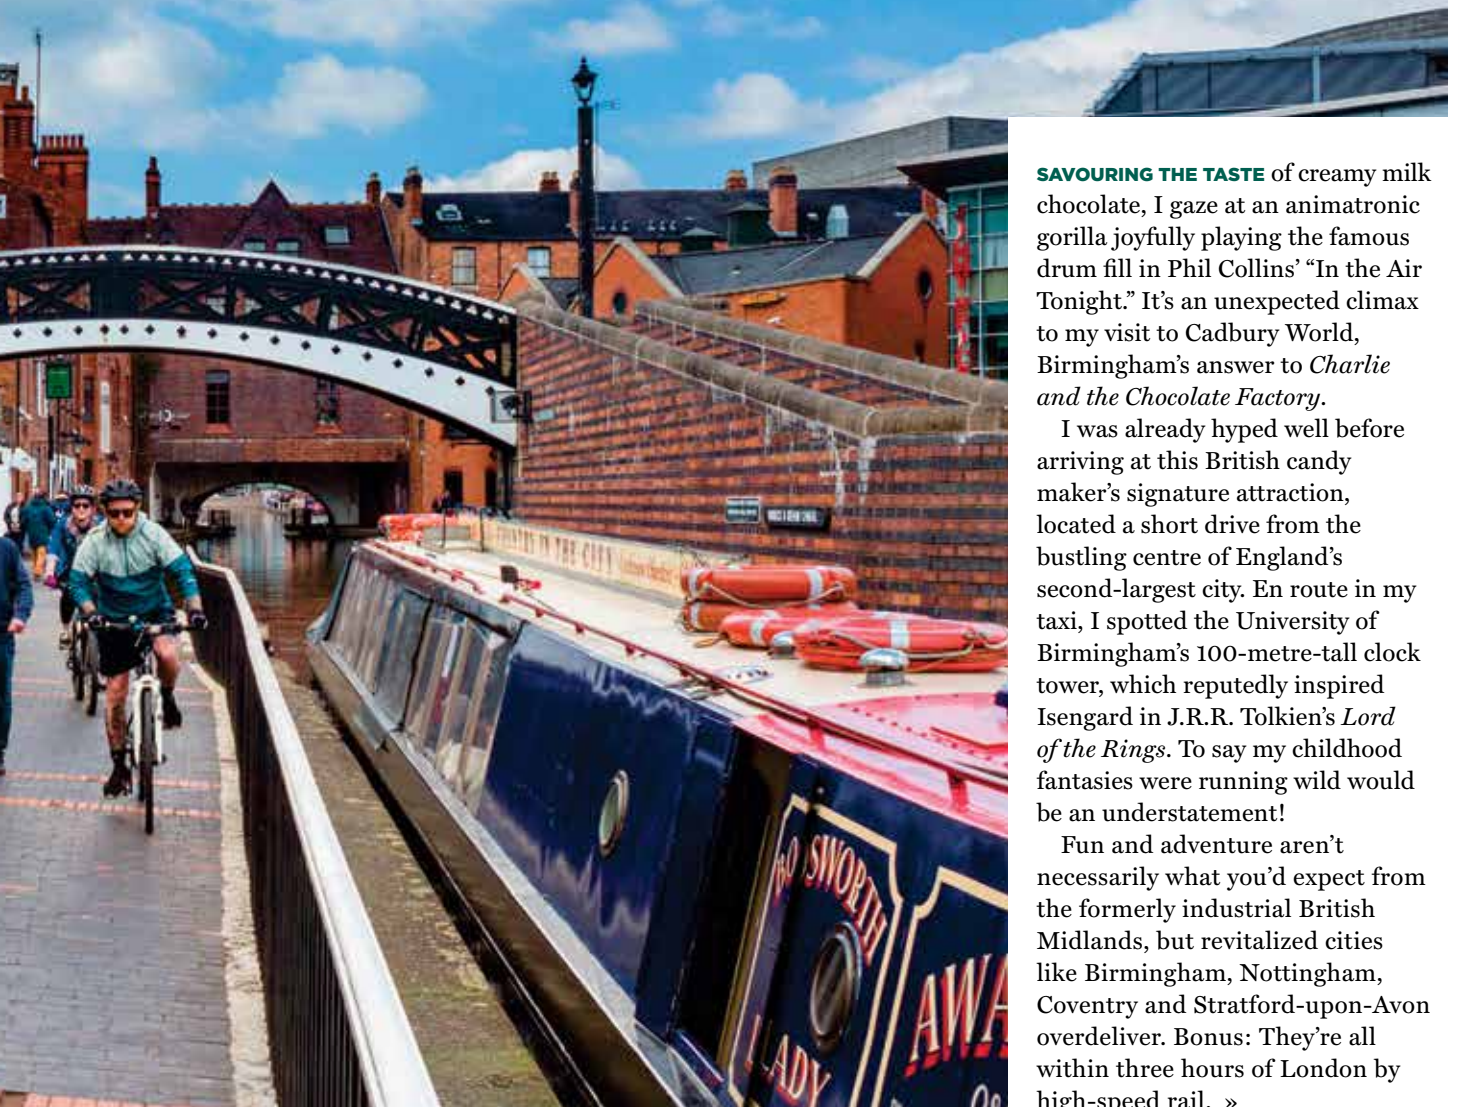 SAVOURING THE TASTE of creamy milk
chocolate, I gaze at an animatronic
gorilla joyfully playing the famous
drum fill in Phil Collins’ “In the Air
Tonight.” It’s an unexpected climax
to my visit to Cadbury World,
Birmingham’s answer to Charlie
and the Chocolate Factory.
I was already hyped well before
arriving at this British candy
maker’s signature attraction,
located a short drive from the
bustling centre of England’s
second-largest city. En route in my
taxi, I spotted the University of
Birmingham’s 100-metre-tall clock
tower, which reputedly inspired
Isengard in J.R.R. Tolkien’s Lord
of the Rings. To say my childhood
fantasies were running wild would
be an understatement!
Fun and adventure aren’t
necessarily what you’d expect from
the formerly industrial British
Midlands, but revitalized cities
like Birmingham, Nottingham,
Coventry and Stratford-upon-Avon
overdeliver. Bonus: They’re all
within three hours of London by
high-speed rail. »
IN THE CITY
BOSWORTH
LADY
AWA